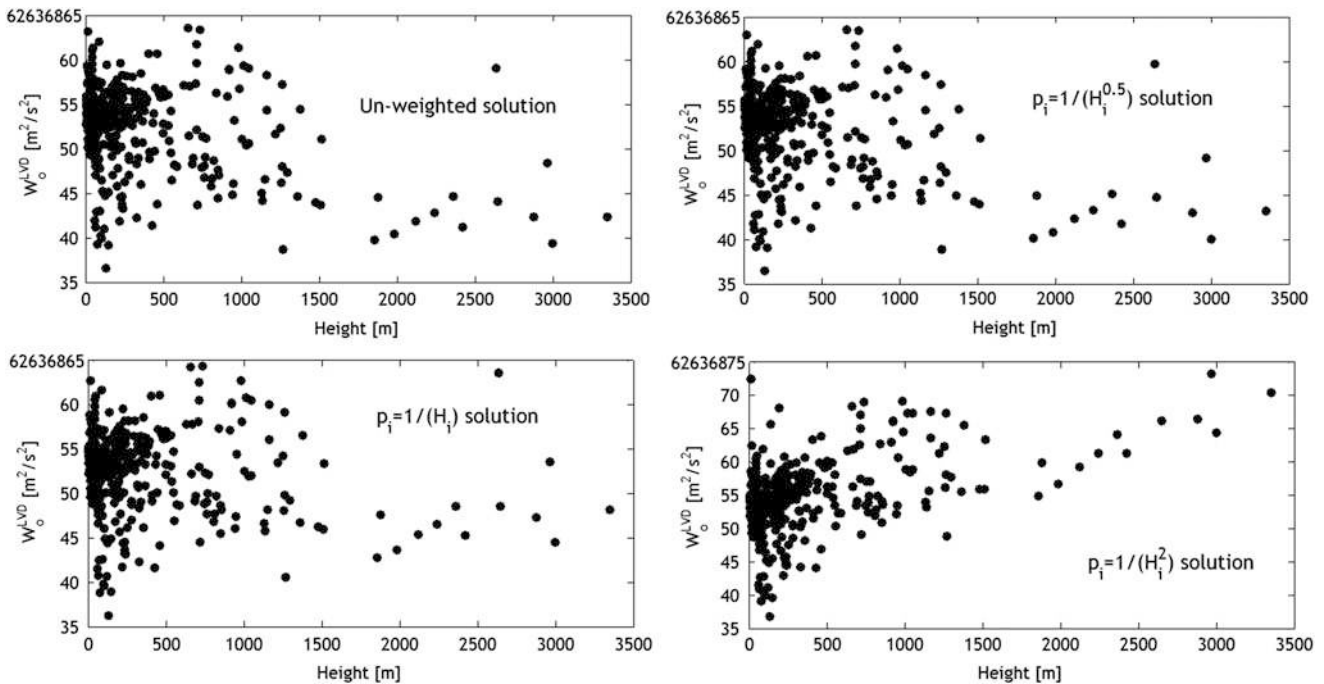 62636865
60
55
50
45
40
35
W_o^LVD [m²/s²]
Un-weighted solution
0 500 1000 1500 2000 2500 3000 3500
Height [m]
62636865
60
55
50
45
40
35
W_o^LVD [m²/s²]
p_i=1/(H_i^0.5) solution
0 500 1000 1500 2000 2500 3000 3500
Height [m]
62636865
60
55
50
45
40
35
W_o^LVD [m²/s²]
p_i=1/(H_i) solution
0 500 1000 1500 2000 2500 3000 3500
Height [m]
62636875
70
65
60
55
50
45
40
35
W_o^LVD [m²/s²]
p_i=1/(H_i^2) solution
0 500 1000 1500 2000 2500 3000 3500
Height [m]